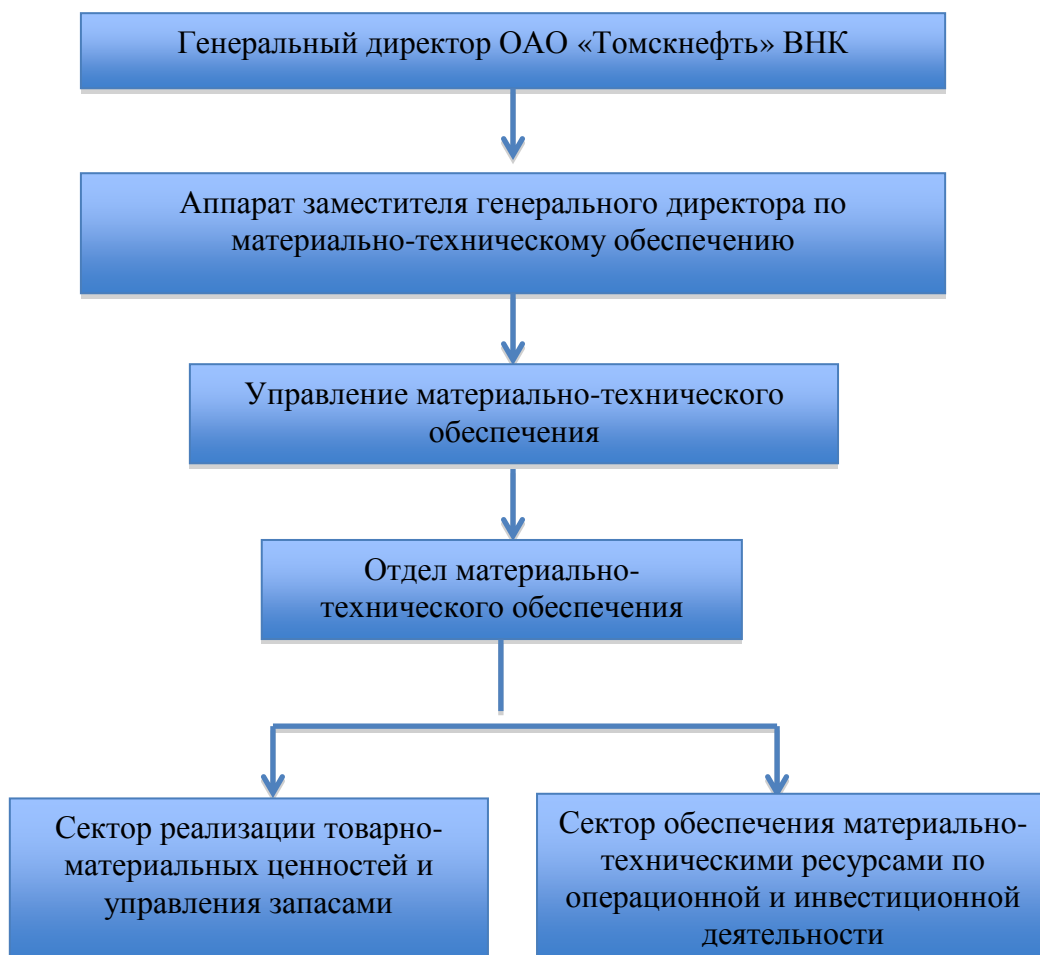 Генеральный директор ОАО «Томскнефть» ВНК
Аппарат заместителя генерального директора по
материально-техническому обеспечению
Управление материально-технического
обеспечения
Отдел материально-
технического обеспечения
Сектор реализации товарно-
материальных ценностей и
управления запасами
Сектор обеспечения материально-
техническими ресурсами по
операционной и инвестиционной
деятельности